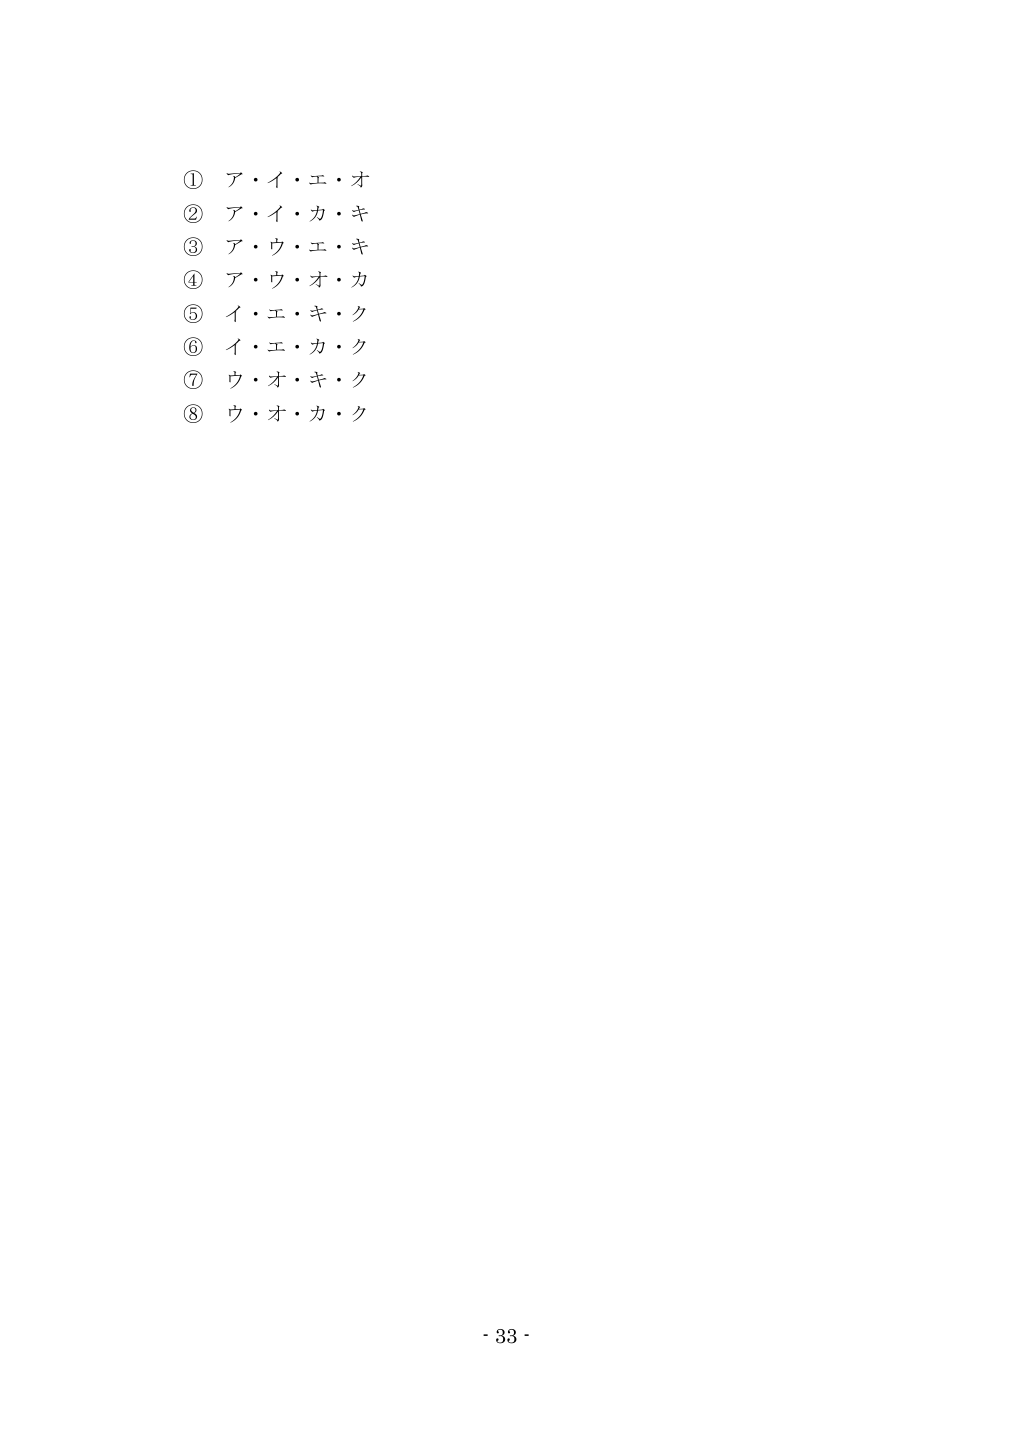 ① ア・イ・エ・オ
② ア・イ・カ・キ
③ ア・ウ・エ・キ
④ ア・ウ・オ・カ
⑤ イ・エ・キ・ク
⑥ イ・エ・カ・ク
⑦ ウ・オ・キ・ク
⑧ ウ・オ・カ・ク
- 33 -